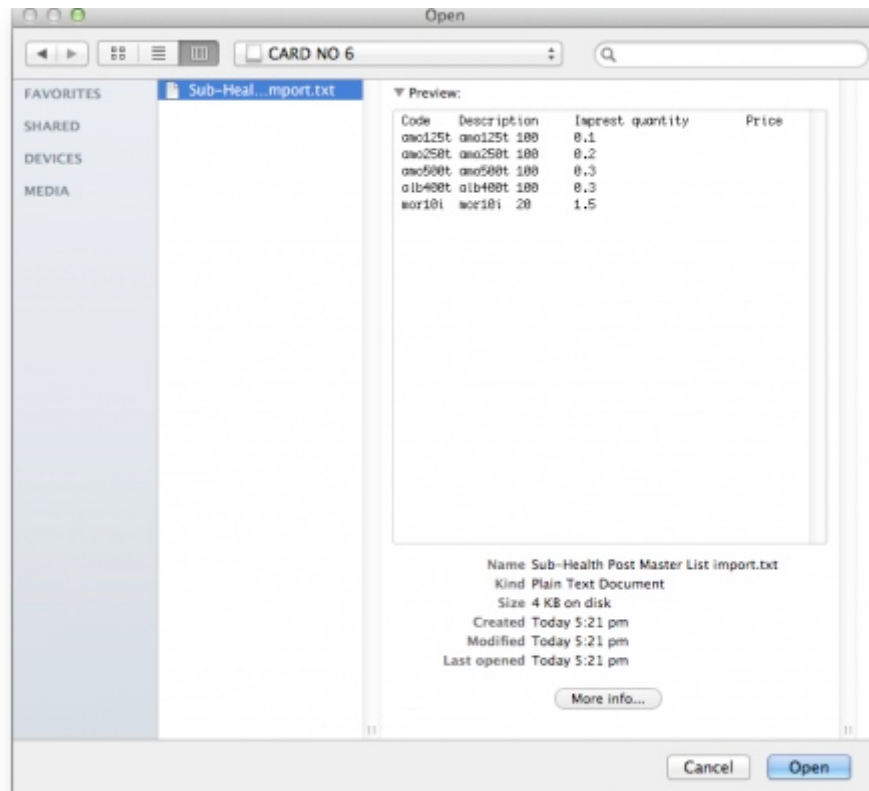 Open
CARD NO 6
FAVORITES
SHARED
DEVICES
MEDIA
Sub-Heal...mport.txt
Preview:
Code Description Imprest quantity Price
amo125t amo125t 100 0.1
amo250t amo250t 100 0.2
amo500t amo500t 100 0.3
alb400t alb400t 100 0.3
mor10i mor10i 20 1.5
Name Sub-Health Post Master List import.txt
Kind Plain Text Document
Size 4 KB on disk
Created Today 5:21 pm
Modified Today 5:21 pm
Last opened Today 5:21 pm
More info...
Cancel Open